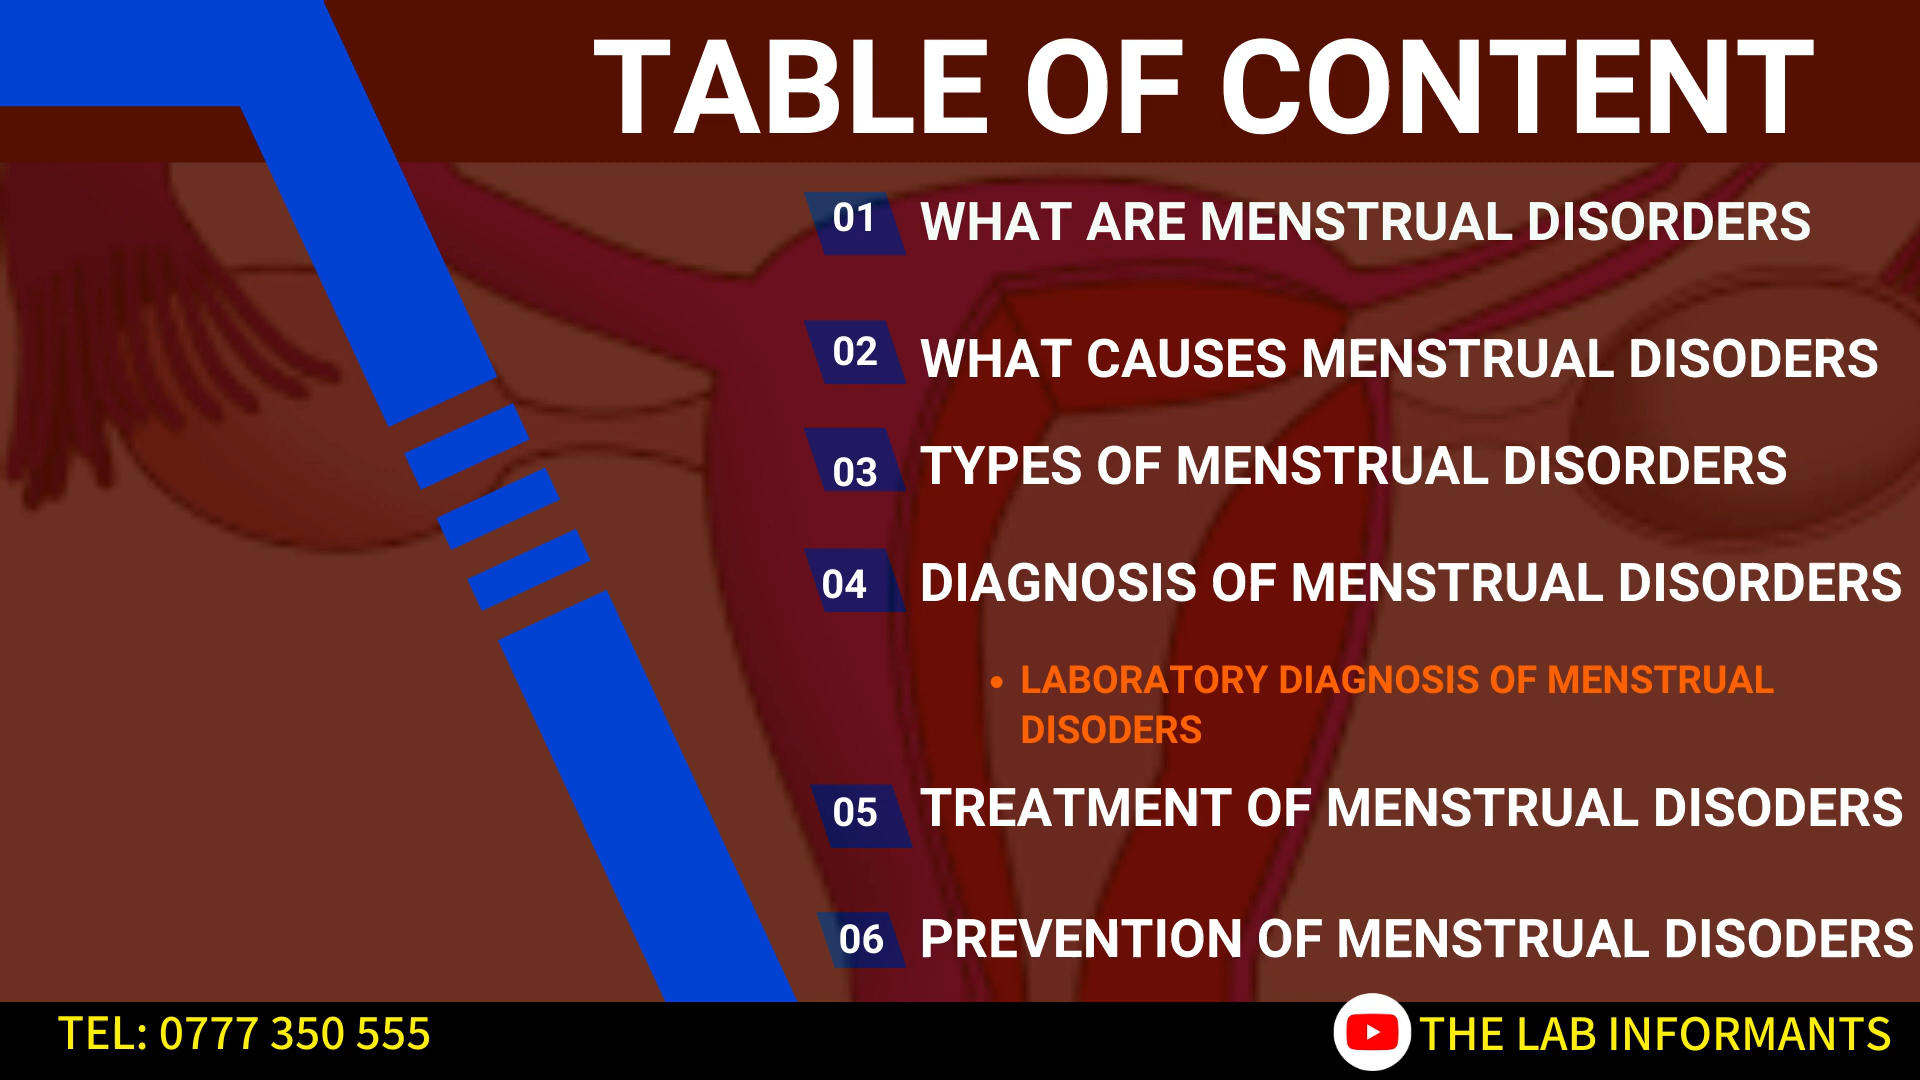 TABLE OF CONTENT
01 WHAT ARE MENSTRUAL DISORDERS
02 WHAT CAUSES MENSTRUAL DISODERS
03 TYPES OF MENSTRUAL DISORDERS
04 DIAGNOSIS OF MENSTRUAL DISORDERS
• LABORATORY DIAGNOSIS OF MENSTRUAL
DISODERS
05 TREATMENT OF MENSTRUAL DISODERS
06 PREVENTION OF MENSTRUAL DISODERS
TEL: 0777 350 555
THE LAB INFORMANTS